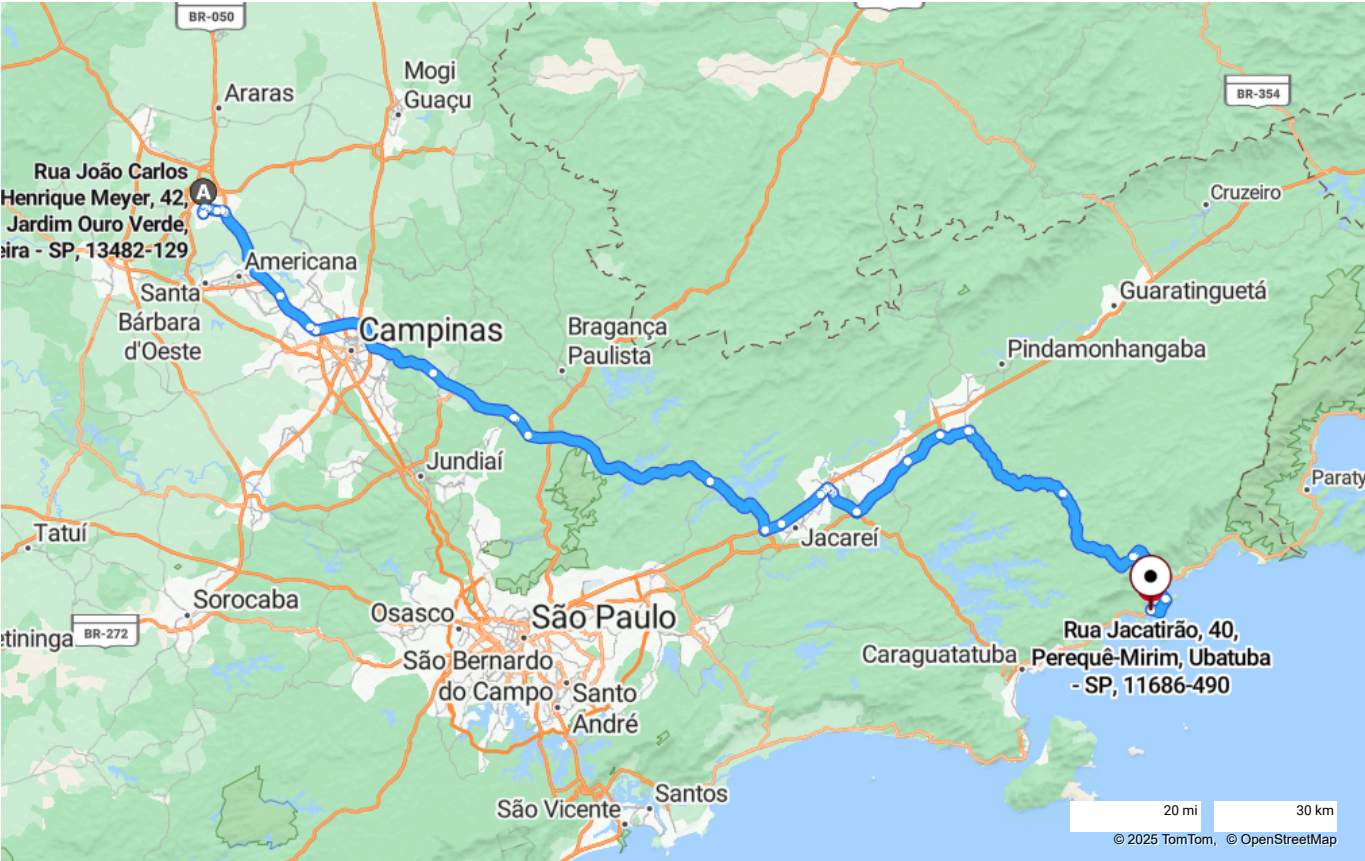 BR-050
Mogi
Guaçu
Araras
BR-354
Rua João Carlos
Henrique Meyer, 42,
Jardim Ouro Verde,
eira - SP, 13482-129
A
Cruzeiro
Americana
Santa
Bárbara
d'Oeste
Guaratinguetá
Campinas
Bragança
Paulista
Pindamonhangaba
Jundiaí
Paraty
Tatuí
Jacareí
Sorocaba
Osasco
São Paulo
etininga
BR-272
Rua Jacatirão, 40,
Perequê-Mirim, Ubatuba
- SP, 11686-490
Caraguatatuba
São Bernardo
do Campo
Santo
André
Santos
São Vicente
20 mi
30 km
© 2025 TomTom, © OpenStreetMap